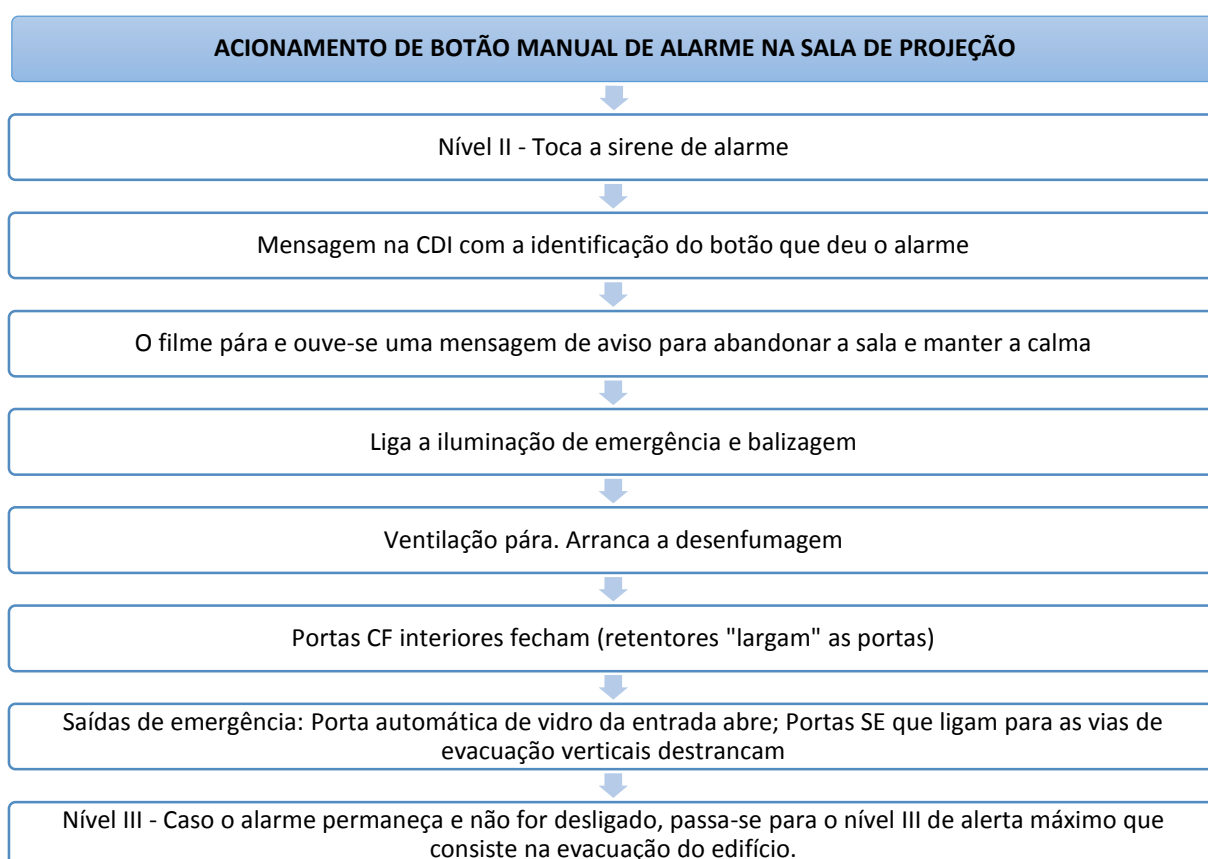 ACIONAMENTO DE BOTÃO MANUAL DE ALARME NA SALA DE PROJEÇÃO
Nível II - Toca a sirene de alarme
Mensagem na CDI com a identificação do botão que deu o alarme
O filme pára e ouve-se uma mensagem de aviso para abandonar a sala e manter a calma
Liga a iluminação de emergência e balizagem
Ventilação pára. Arranca a desenfumagem
Portas CF interiores fecham (retentores "largam" as portas)
Saídas de emergência: Porta automática de vidro da entrada abre; Portas SE que ligam para as vias de
evacuação verticais destrancam
Nível III - Caso o alarme permaneça e não for desligado, passa-se para o nível III de alerta máximo que
consiste na evacuação do edifício.